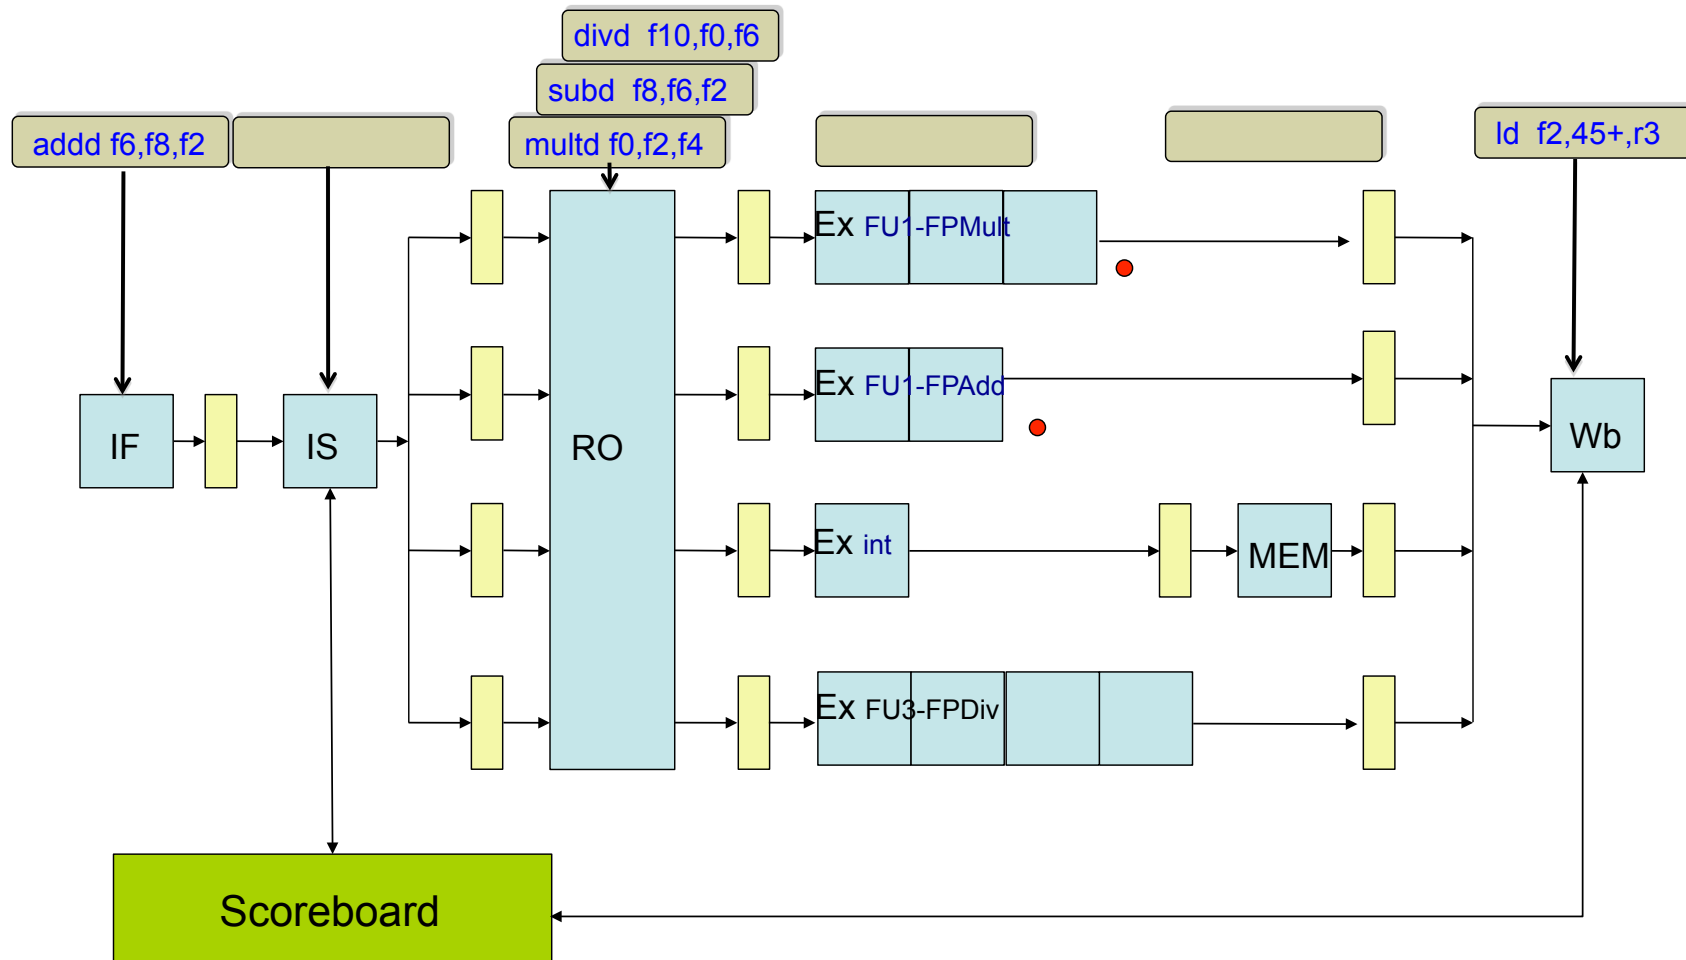 divd f10,f0,f6
subd f8,f6,f2
addd f6,f8,f2
multd f0,f2,f4
ld f2,45+,r3
Ex FU1-FPMult
Ex FU1-FPAdd
IF
IS
RO
Wb
Ex int
MEM
Ex FU3-FPDiv
Scoreboard